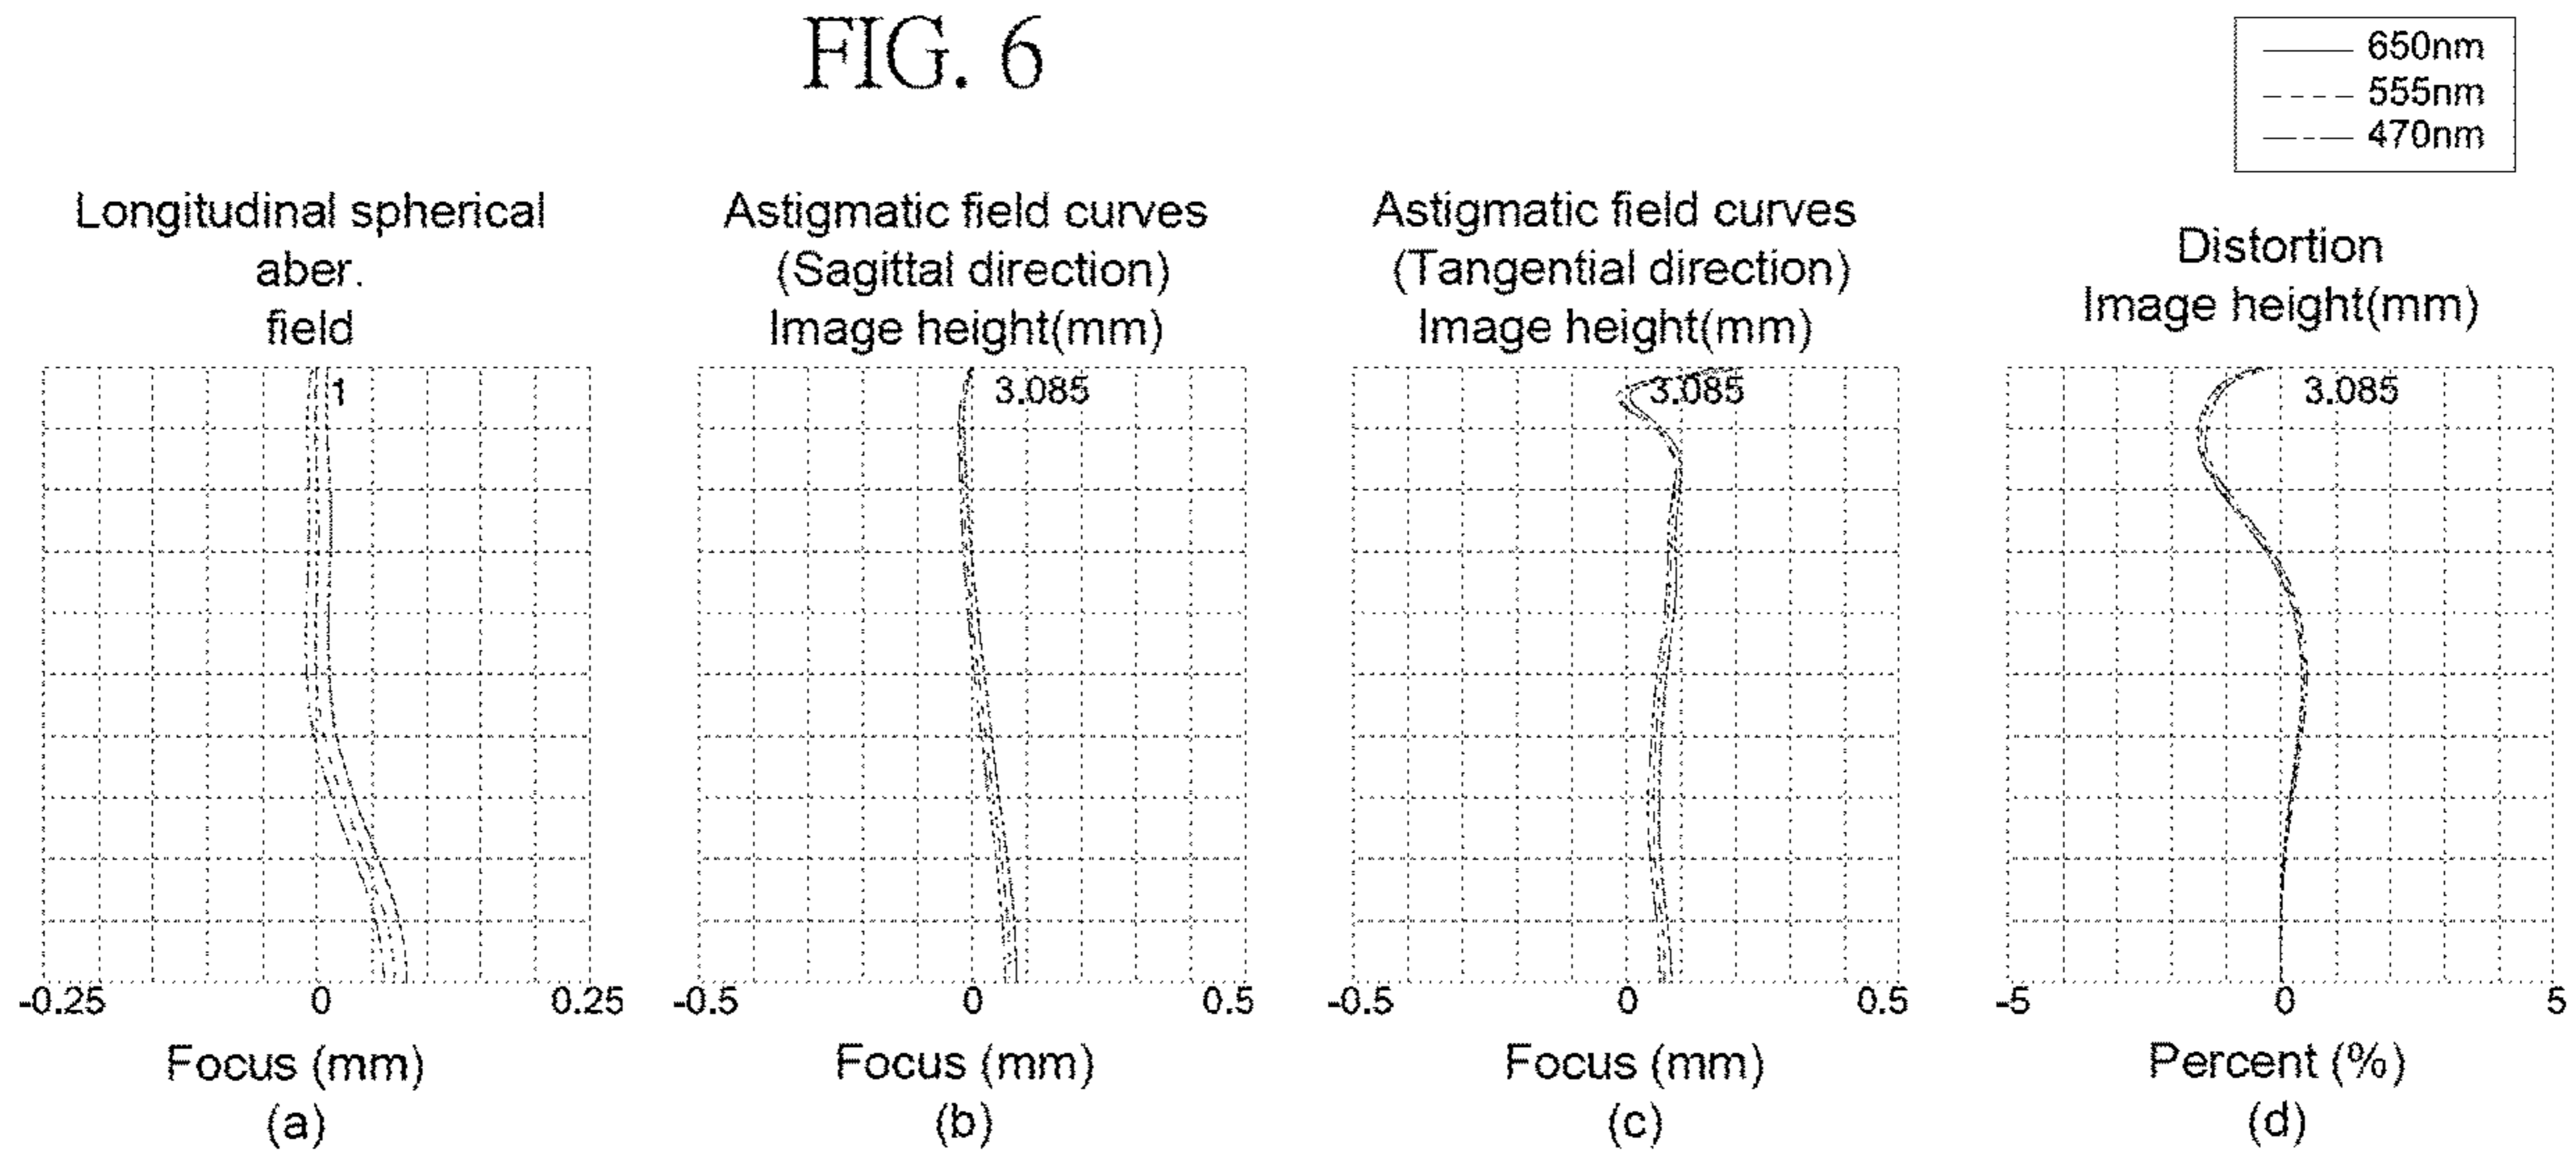 FIG. 6
650nm
555nm
470nm
Longitudinal spherical
aber.
field
1
-0.25
0
0.25
Focus (mm)
(a)
Astigmatic field curves
(Sagittal direction)
Image height(mm)
3.085
-0.5
0
0.5
Focus (mm)
(b)
Astigmatic field curves
(Tangential direction)
Image height(mm)
3.085
-0.5
0
0.5
Focus (mm)
(c)
Distortion
Image height(mm)
3.085
-5
0
5
Percent (%)
(d)